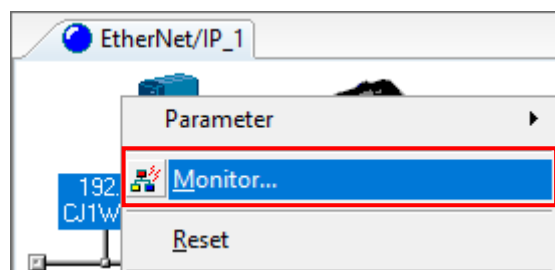 EtherNet/IP_1
Parameter
Monitor...
192.
CJ1W
Reset